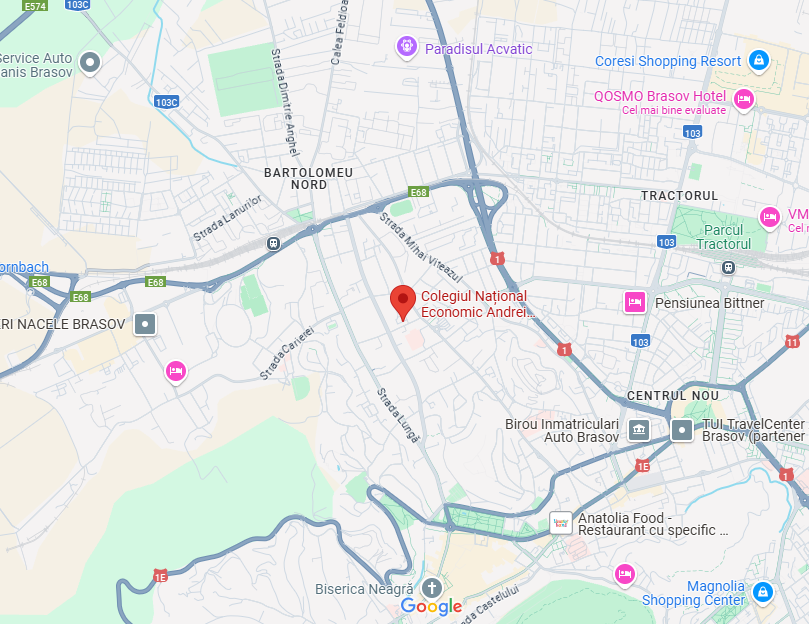 E574
103C
Calea Feldioa
Service Auto
anis Brasov
Paradisul Acvatic
Coresi Shopping Resort
Strada Dimitrie Anghel
103C
QOSMO Brasov Hotel
Cel mai bine evaluate
103
BARTOLOMEU
NORD
E68
TRACTORUL
Strada Lanurilor
Strada Mihai Viteazul
VM
Cel r
Parcul
Tractorul
103
1
ornbach
E68
E68
E68
Colegiul Național
Economic Andrei...
Pensiunea Bittner
ERI NACELE BRASOV
Strada Carierei
103
11
1
Strada Lungă
CENTRUL NOU
Birou Inmatriculari
Auto Brasov
TUI TravelCenter
Brasov (partener
1E
1
Anatolia Food -
Restaurant cu specific ...
1E
Biserica Neagră
Google
Strada Castelului
Magnolia
Shopping Center